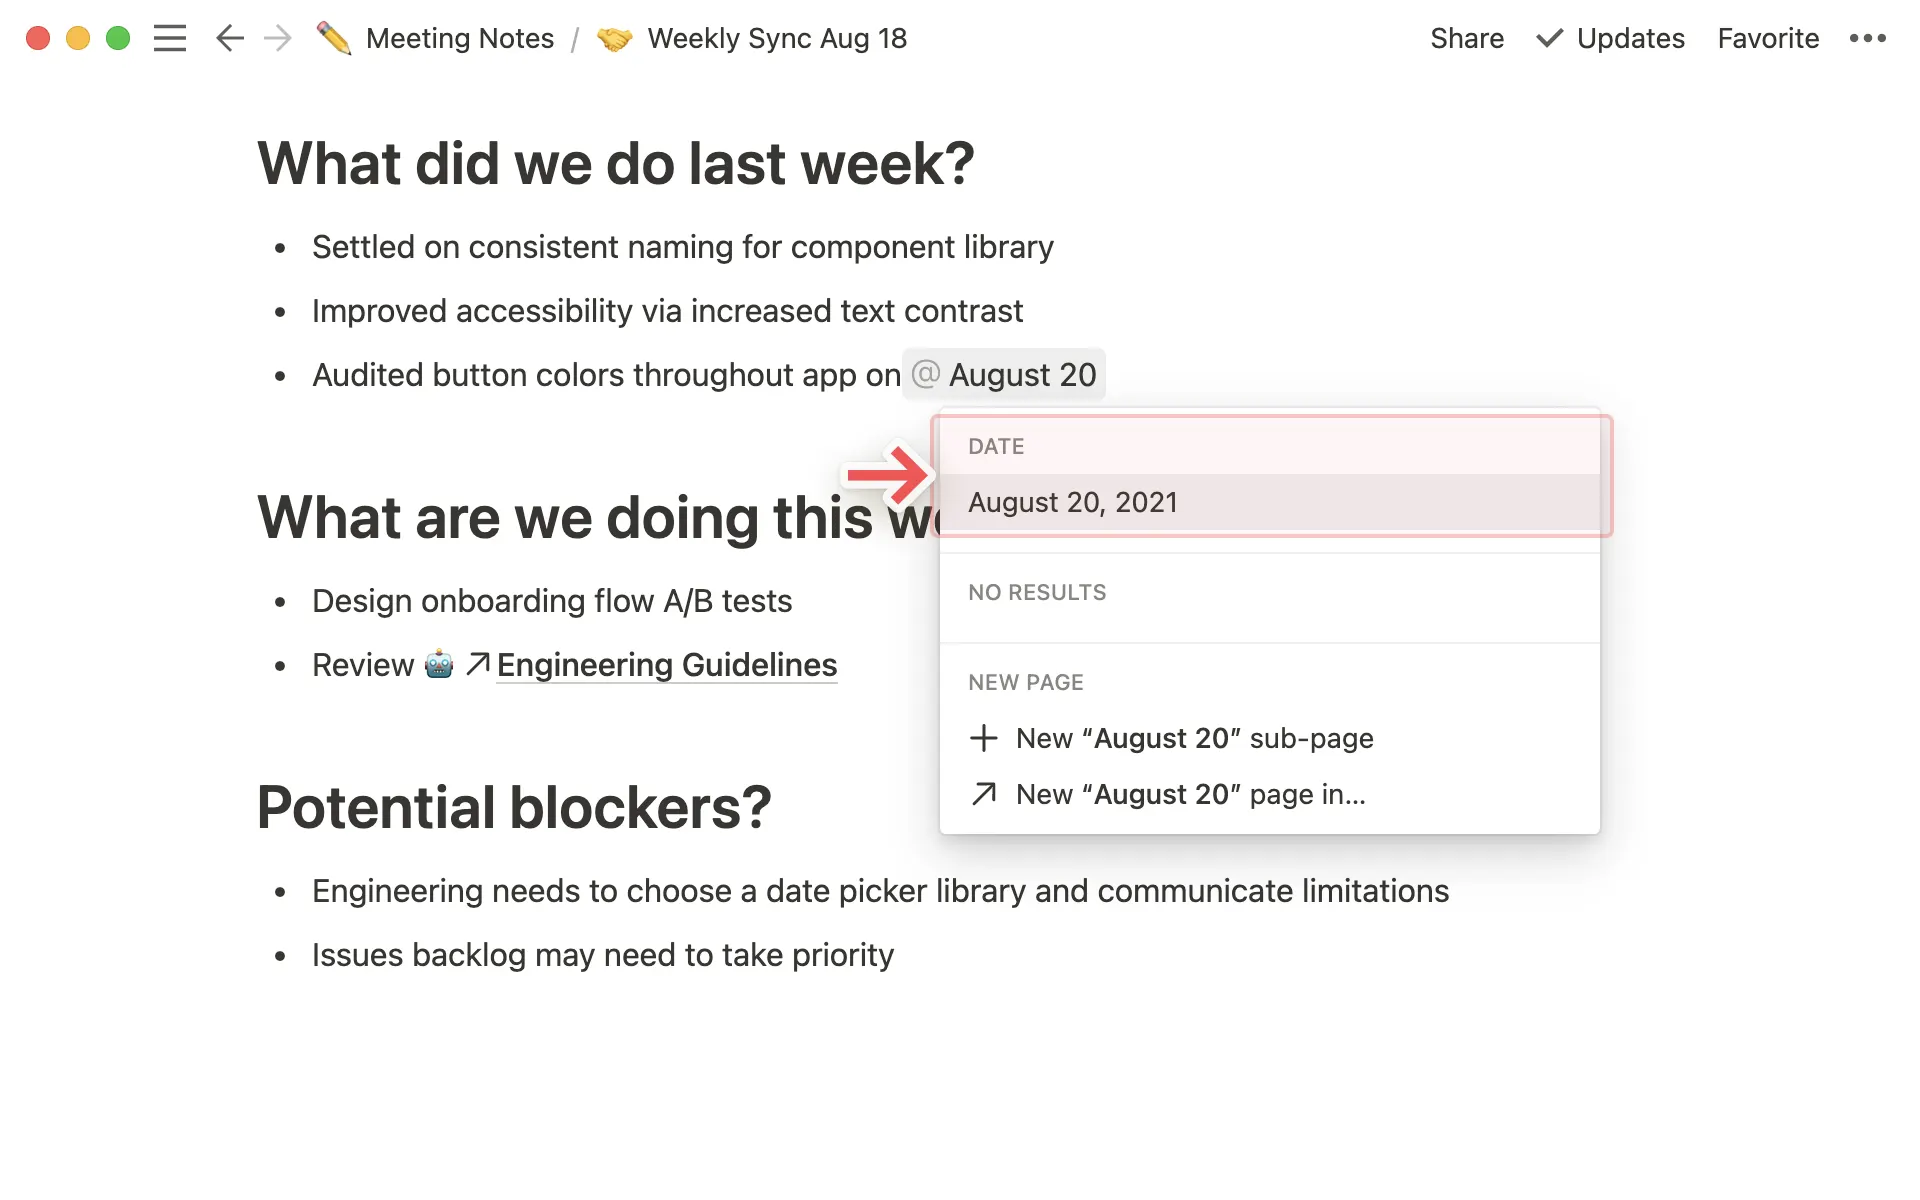 Meeting Notes / Weekly Sync Aug 18
Share Updates Favorite
What did we do last week?
• Settled on consistent naming for component library
• Improved accessibility via increased text contrast
• Audited button colors throughout app on @August 20
DATE
August 20, 2021
NO RESULTS
NEW PAGE
New “August 20” sub-page
New “August 20” page in...
What are we doing this
• Design onboarding flow A/B tests
• Review Engineering Guidelines
Potential blockers?
• Engineering needs to choose a date picker library and communicate limitations
• Issues backlog may need to take priority